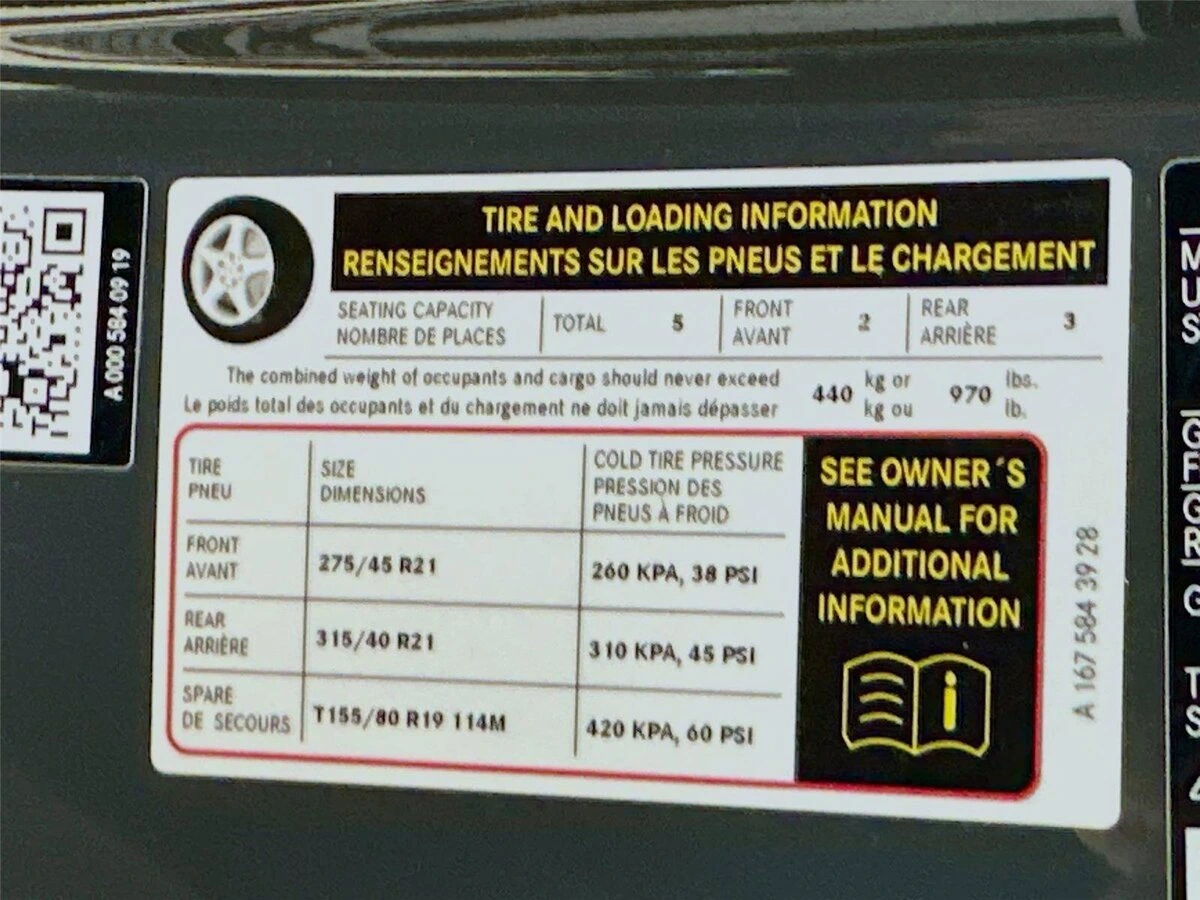 A 000 584 09 19
TIRE AND LOADING INFORMATION
RENSEIGNEMENTS SUR LES PNEUS ET LE CHARGEMENT
SEATING CAPACITY
NOMBRE DE PLACES
TOTAL 5
FRONT
AVANT
2
REAR
ARRIÈRE
3
The combined weight of occupants and cargo should never exceed
Le poids total des occupants et du chargement ne doit jamais dépasser
440
kg or
kg ou
970
lbs.
lb.
TIRE
PNEU
SIZE
DIMENSIONS
COLD TIRE PRESSURE
PRESSION DES
PNEUS À FROID
FRONT
AVANT
275/45 R21
260 KPA, 38 PSI
REAR
ARRIÈRE
315/40 R21
310 KPA, 45 PSI
SPARE
DE SECOURS
T155/80 R19 114M
420 KPA, 60 PSI
SEE OWNER´S
MANUAL FOR
ADDITIONAL
INFORMATION
i
A 167 584 39 28